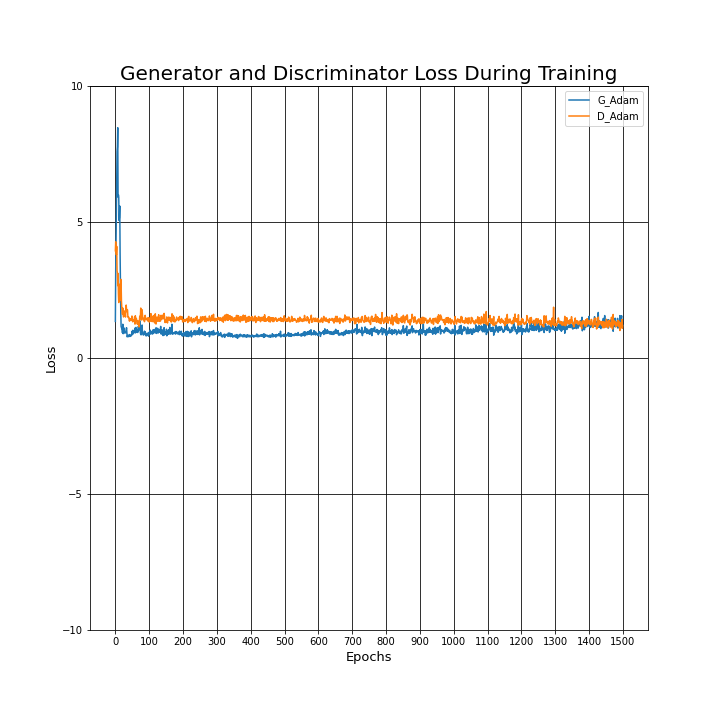 Generator and Discriminator Loss During Training
G_Adam
D_Adam
10
5
0
−5
−10
Loss
0 100 200 300 400 500 600 700 800 900 1000 1100 1200 1300 1400 1500
Epochs